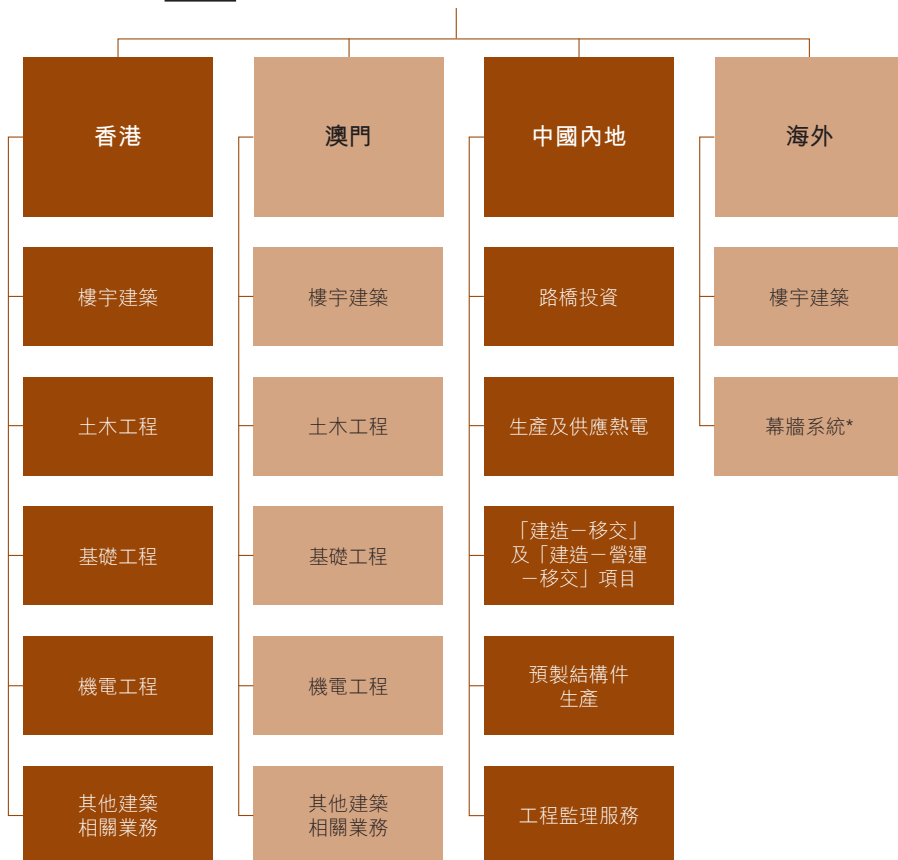 香港
澳門
中國內地
海外
樓宇建築
樓宇建築
路橋投資
樓宇建築
土木工程
土木工程
生產及供應熱電
幕牆系統*
基礎工程
基礎工程
「建造－移交」
及「建造－營運
－移交」項目
機電工程
機電工程
預製結構件
生產
其他建築
相關業務
其他建築
相關業務
工程監理服務